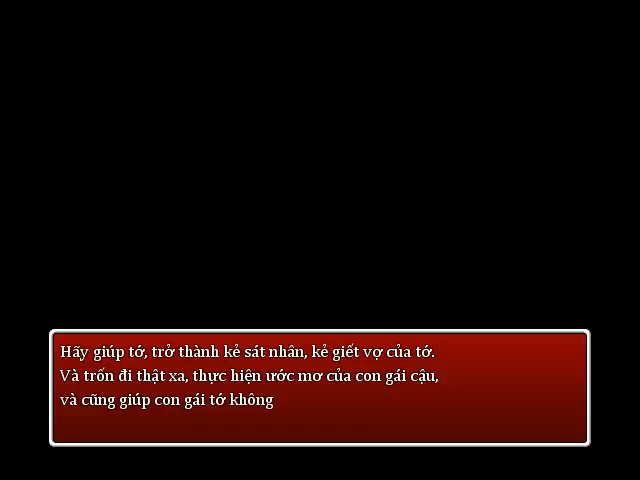 Hãy giúp tớ, trở thành kẻ sát nhân, kẻ giết vợ của tớ.
Và trốn đi thật xa, thực hiện ước mơ của con gái cậu,
và cũng giúp con gái tớ không